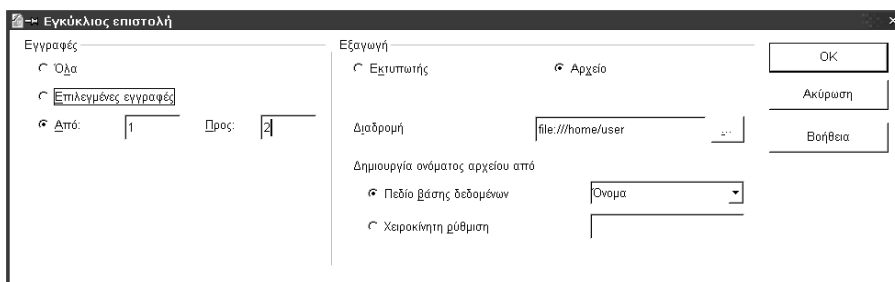 Εγκύκλιος επιστολή
Εγγραφές
Όλα
Επιλεγμένες εγγραφές
Από: 1 Προς: 2
Εξαγωγή
Εκτυπωτής Αρχείο
Διαδρομή file:///home/user ...
Δημιουργία ονόματος αρχείου από
Πεδίο βάσης δεδομένων Όνομα
Χειροκίνητη ρύθμιση
OK
Ακύρωση
Βοήθεια